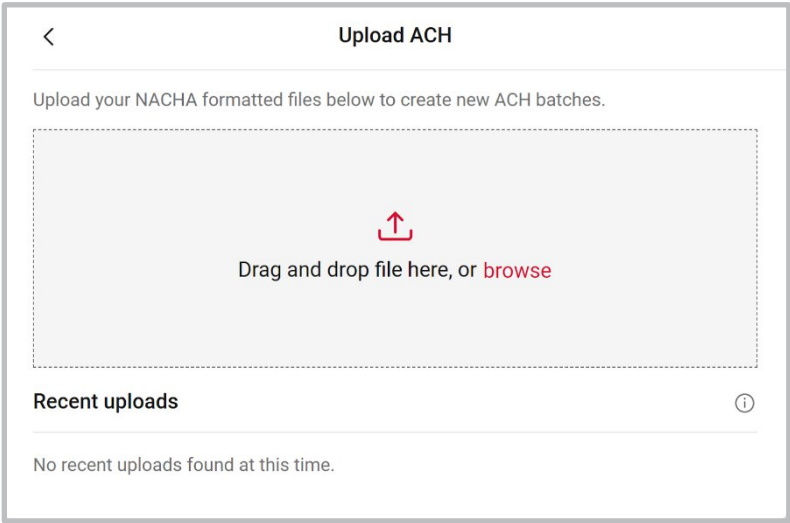 Upload ACH
Upload your NACHA formatted files below to create new ACH batches.
Drag and drop file here, or browse
Recent uploads
No recent uploads found at this time.